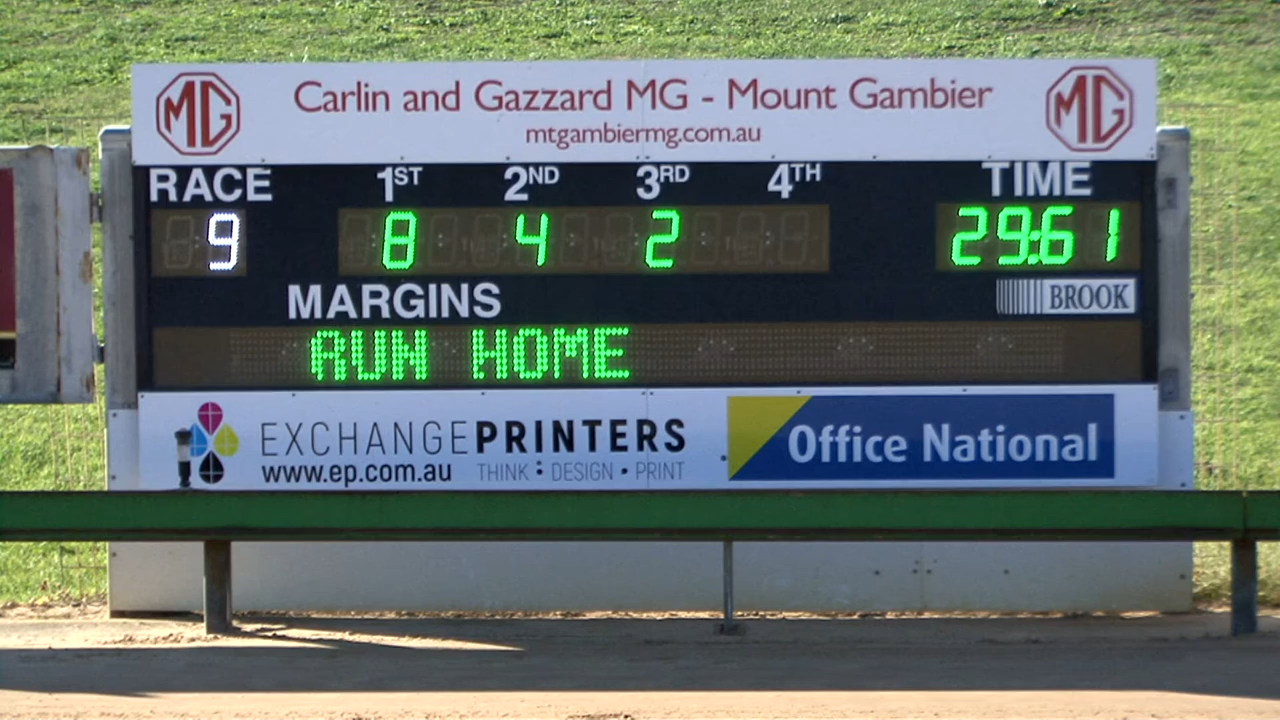 MG Carlin and Gazzard MG - Mount Gambier MG
mtgambiermg.com.au
RACE 1ST 2ND 3RD 4TH TIME
9 8 4 2 29:61
MARGINS BROOK
RUN HOME
EXCHANGEPRINTERS Office National
www.ep.com.au THINK : DESIGN • PRINT